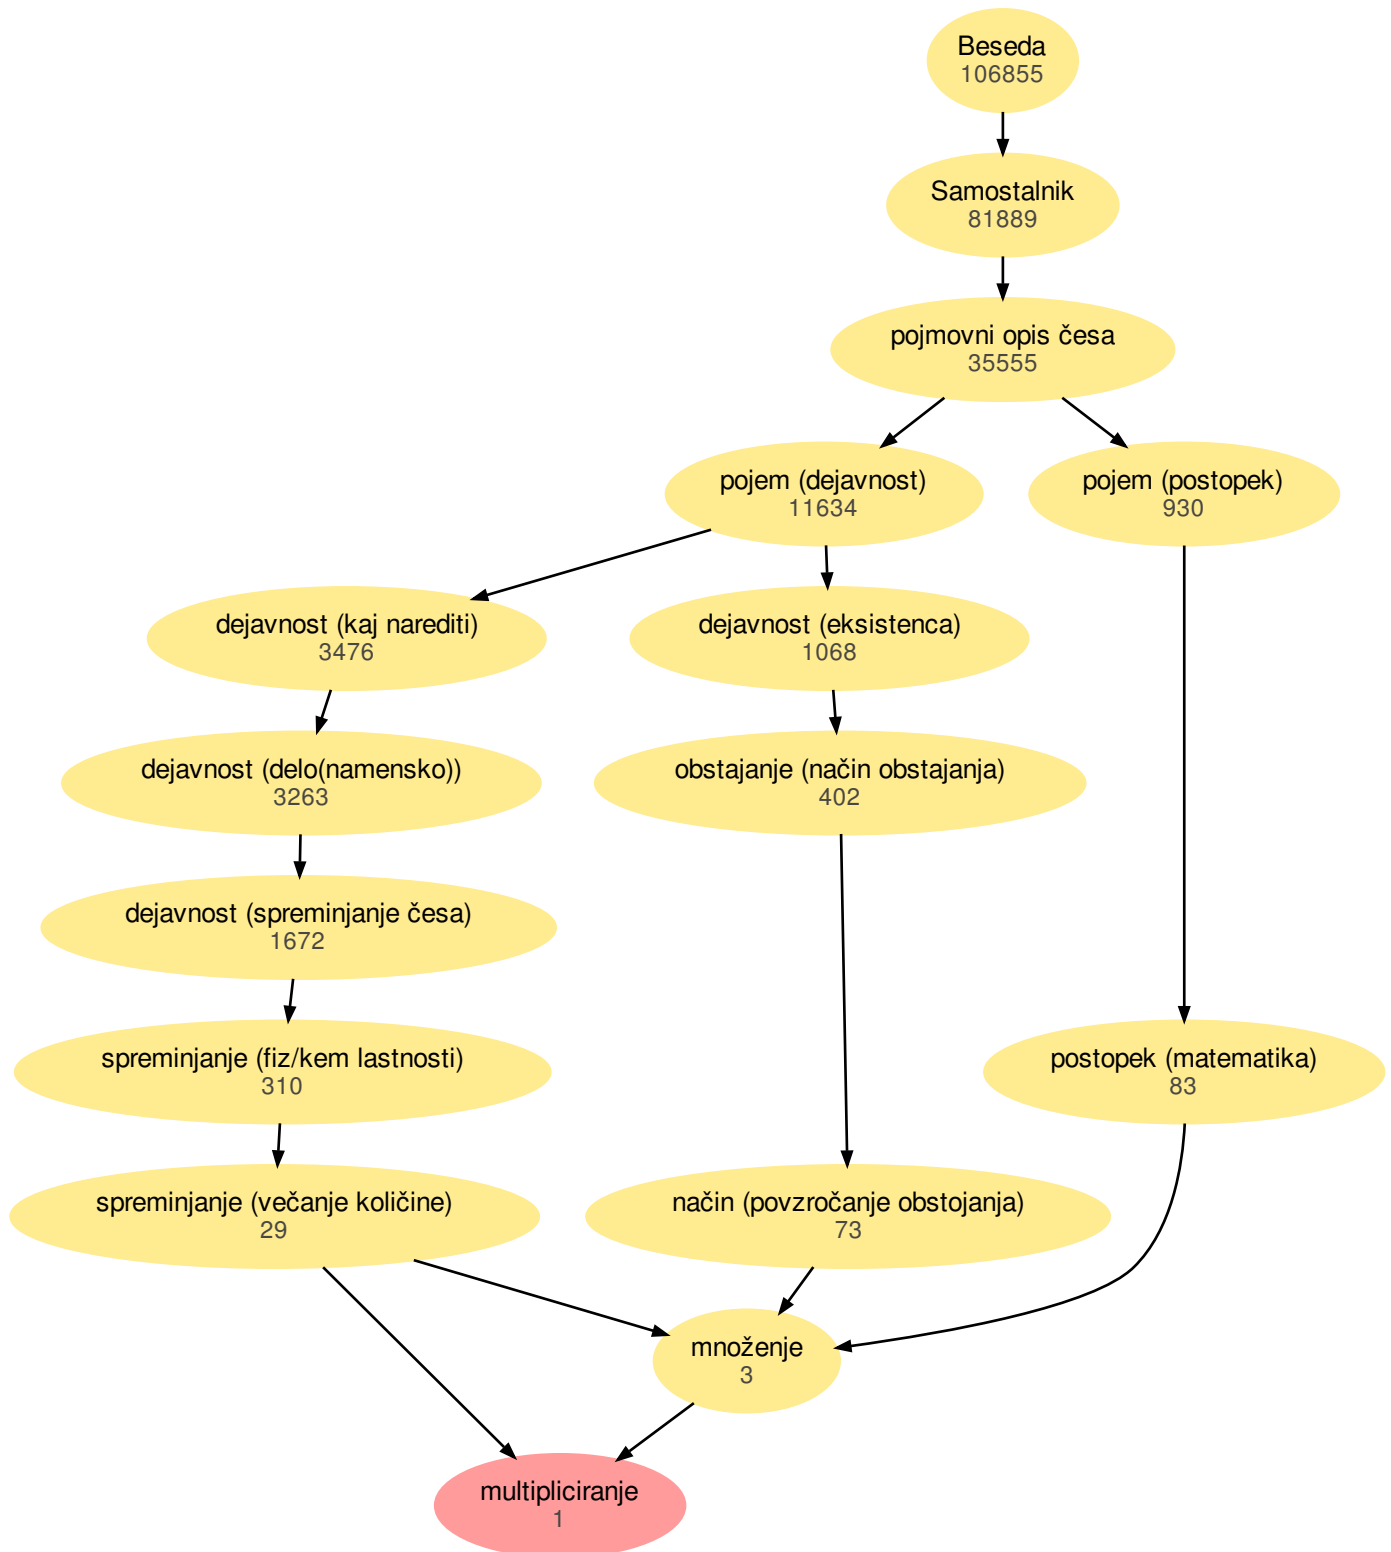 Beseda
106855
Samostalnik
81889
pojmovni opis česa
35555
pojem (dejavnost)
11634
pojem (postopek)
930
dejavnost (kaj narediti)
3476
dejavnost (eksistenca)
1068
dejavnost (delo(namensko))
3263
obstajanje (način obstajanja)
402
dejavnost (spreminjanje česa)
1672
spreminjanje (fiz/kem lastnosti)
310
postopek (matematika)
83
spreminjanje (večanje količine)
29
način (povzročanje obstojanja)
73
množenje
3
multipliciranje
1